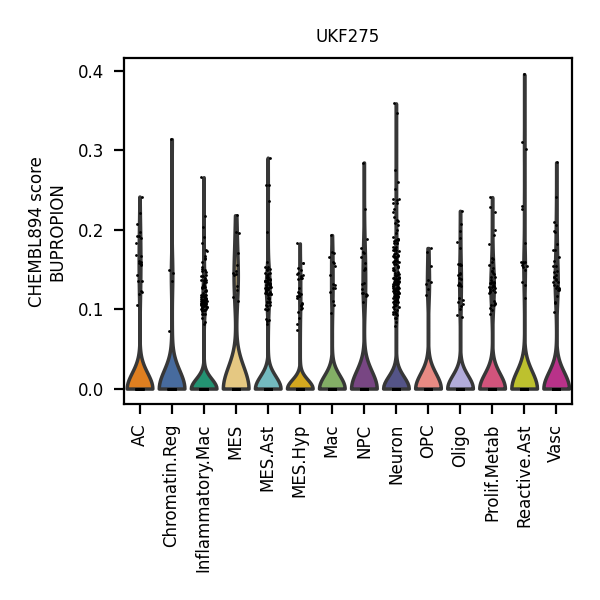 UKF275
CHEMBL894 score
BUPROPION
0.4
0.3
0.2
0.1
0.0
AC
Chromatin.Reg
Inflammatory.Mac
MES
MES.Ast
MES.Hyp
Mac
NPC
Neuron
OPC
Oligo
Prolif.Metab
Reactive.Ast
Vasc